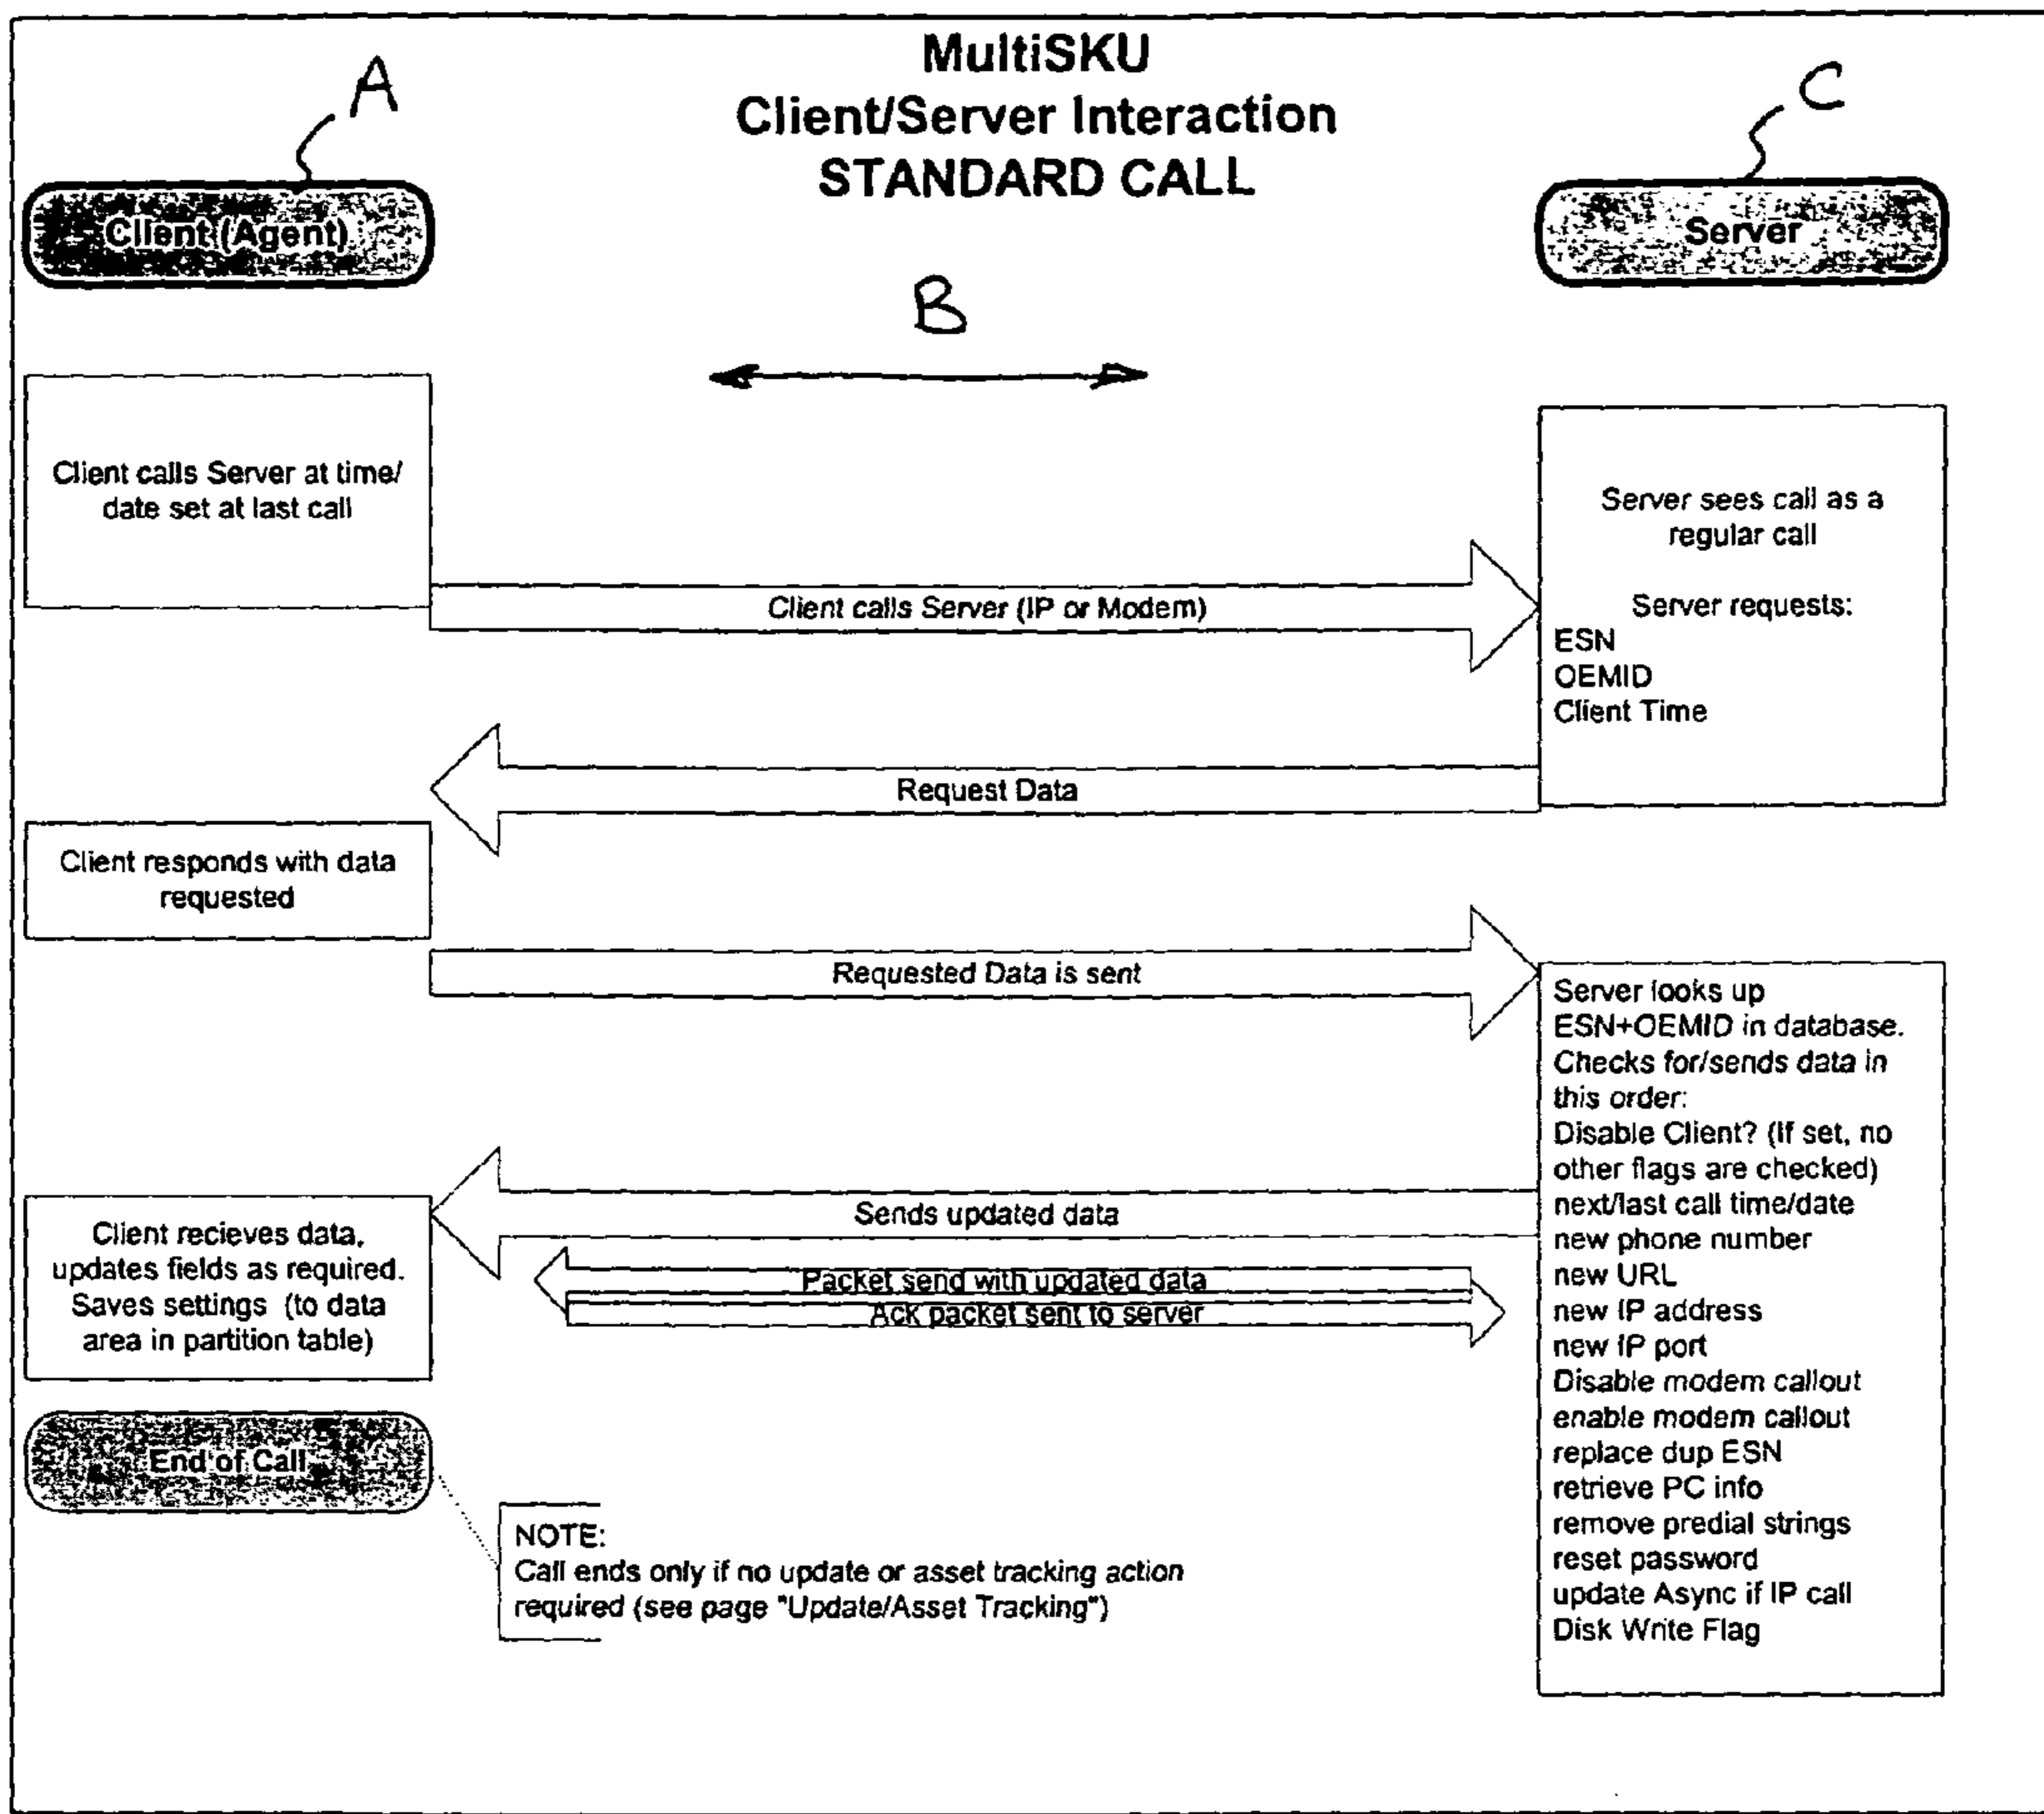 MultiSKU
Client/Server Interaction
STANDARD CALL
A
C
Client (Agent)
Server
B
Client calls Server at time/
date set at last call
Server sees call as a
regular call
Client calls Server (IP or Modem)
Server requests:
ESN
OEMID
Client Time
Request Data
Client responds with data
requested
Requested Data is sent
Server looks up
ESN+OEMID in database.
Checks for/sends data in
this order:
Disable Client? (If set, no
other flags are checked)
next/last call time/date
new phone number
new URL
new IP address
new IP port
Disable modem callout
enable modem callout
replace dup ESN
retrieve PC info
remove predial strings
reset password
update Async if IP call
Disk Write Flag
Sends updated data
Packet send with updated data
Ack packet sent to server
Client recieves data,
updates fields as required.
Saves settings (to data
area in partition table)
End of Call
NOTE:
Call ends only if no update or asset tracking action
required (see page "Update/Asset Tracking")